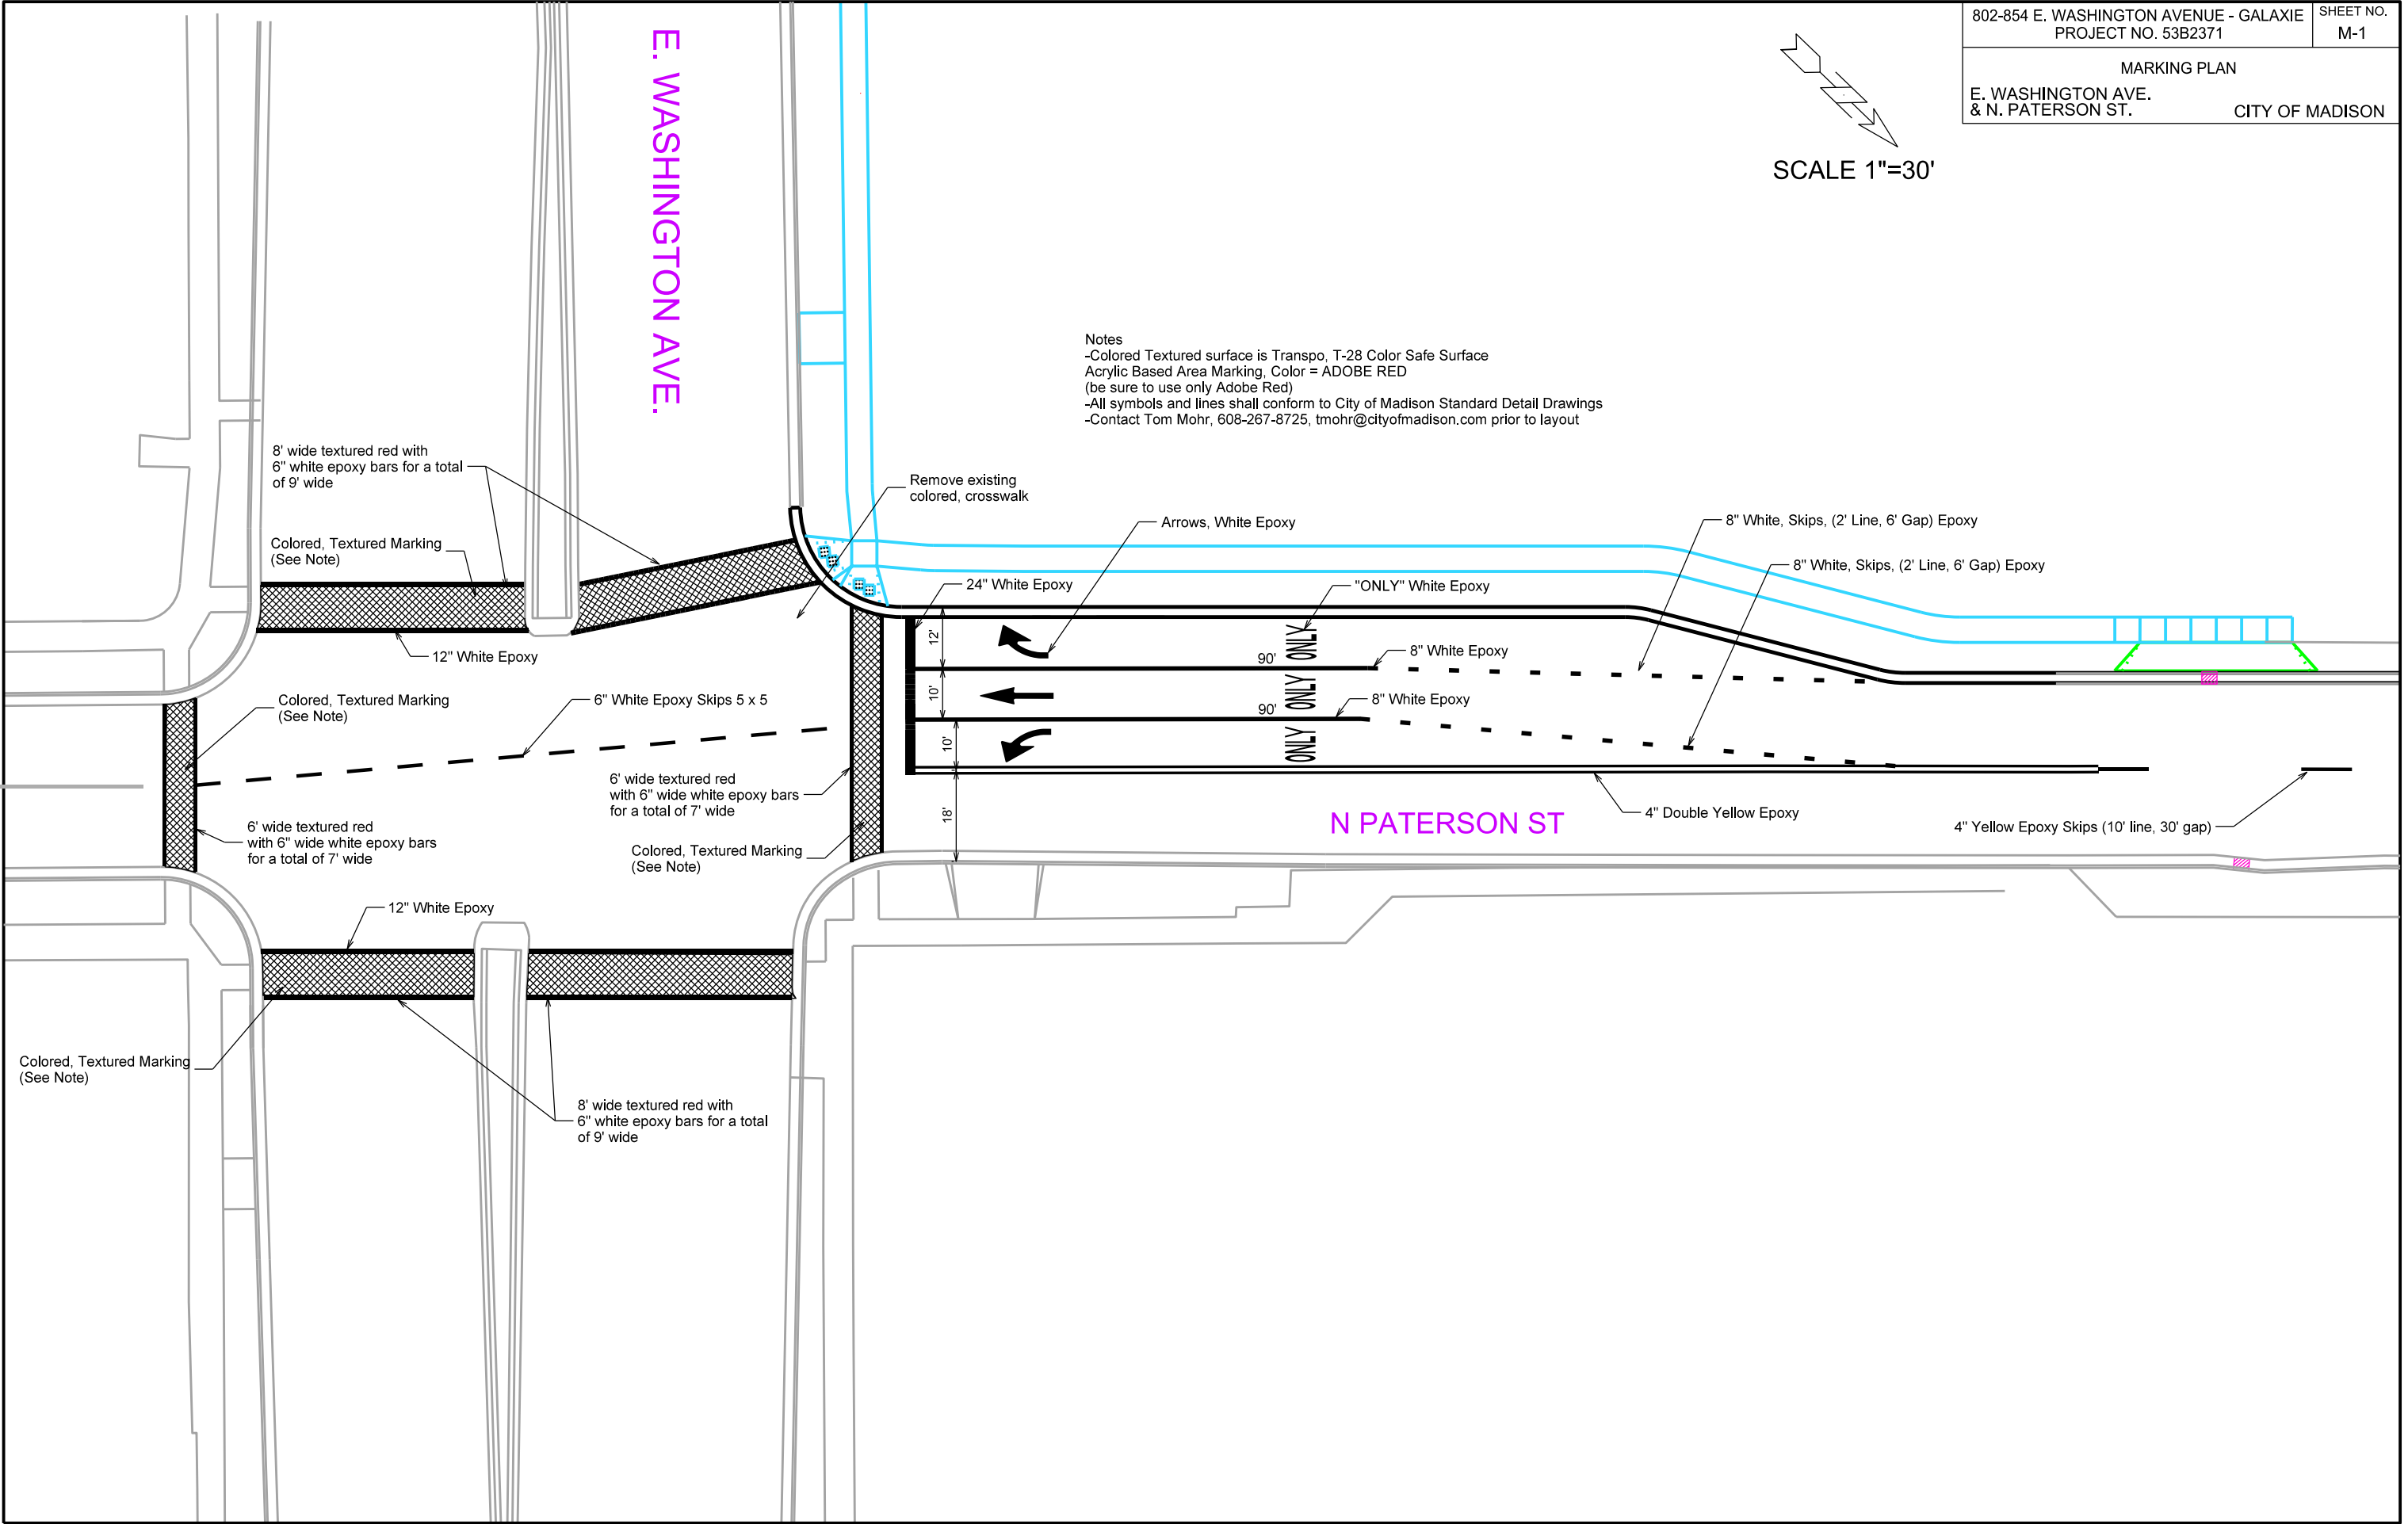 802-854 E. WASHINGTON AVENUE - GALAXIE
PROJECT NO. 53B2371
SHEET NO.
M-1
MARKING PLAN
E. WASHINGTON AVE.
& N. PATERSON ST.
CITY OF MADISON
SCALE 1"=30'
E. WASHINGTON AVE.
Notes
-Colored Textured surface is Transpo, T-28 Color Safe Surface
Acrylic Based Area Marking, Color = ADOBE RED
(be sure to use only Adobe Red)
-All symbols and lines shall conform to City of Madison Standard Detail Drawings
-Contact Tom Mohr, 608-267-8725, tmohr@cityofmadison.com prior to layout
8' wide textured red with
6" white epoxy bars for a total
of 9' wide
Remove existing
colored, crosswalk
Arrows, White Epoxy
8" White, Skips, (2' Line, 6' Gap) Epoxy
Colored, Textured Marking
(See Note)
8" White, Skips, (2' Line, 6' Gap) Epoxy
24" White Epoxy
"ONLY" White Epoxy
12" White Epoxy
12'
ONLY
90'
8" White Epoxy
Colored, Textured Marking
(See Note)
6" White Epoxy Skips 5 x 5
10'
ONLY
90'
8" White Epoxy
10'
ONLY
6' wide textured red
with 6" wide white epoxy bars
for a total of 7' wide
18'
N PATERSON ST
4" Double Yellow Epoxy
4" Yellow Epoxy Skips (10' line, 30' gap)
6' wide textured red
with 6" wide white epoxy bars
for a total of 7' wide
Colored, Textured Marking
(See Note)
12" White Epoxy
Colored, Textured Marking
(See Note)
8' wide textured red with
6" white epoxy bars for a total
of 9' wide